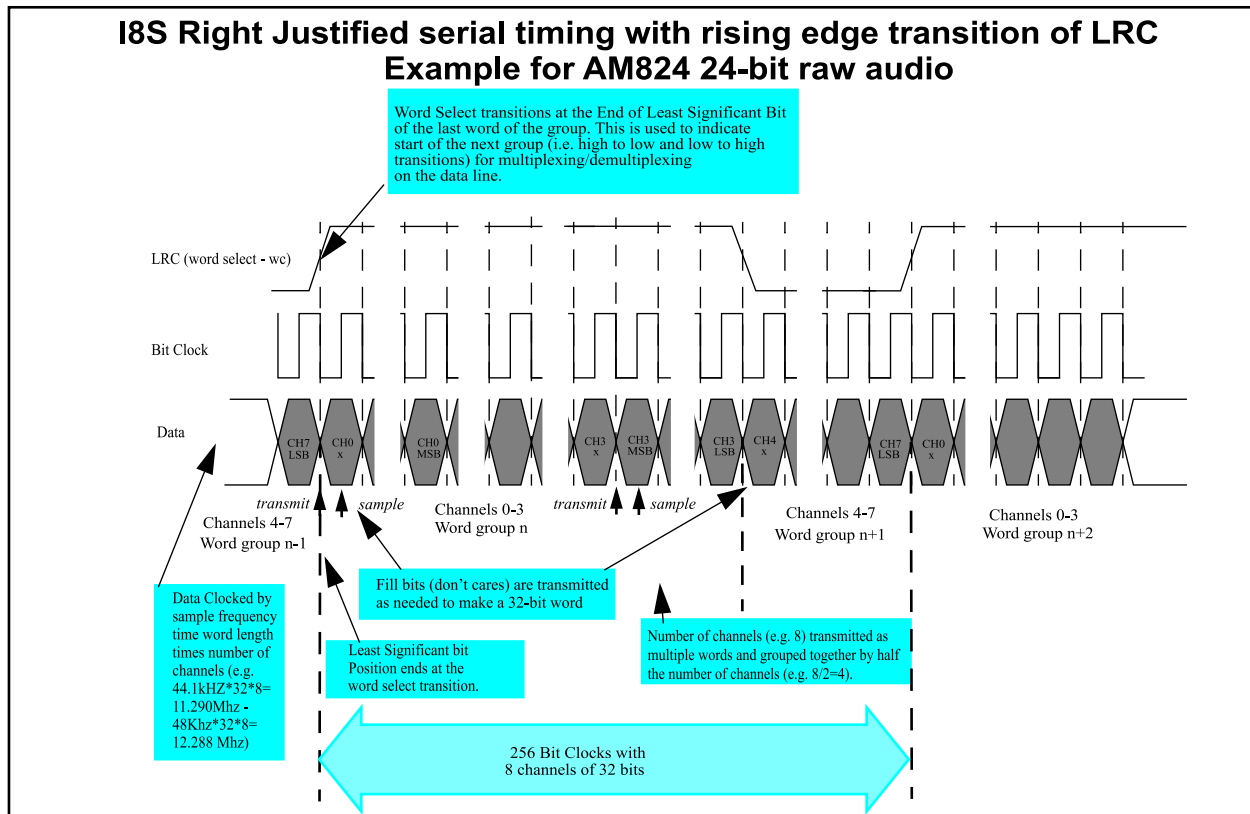 I8S Right Justified serial timing with rising edge transition of LRC
Example for AM824 24-bit raw audio
Word Select transitions at the End of Least Significant Bit
of the last word of the group. This is used to indicate
start of the next group (i.e. high to low and low to high
transitions) for multiplexing/demultiplexing
on the data line.
LRC (word select - wc)
Bit Clock
Data
CH7
LSB
CH0
x
CH0
MSB
CH3
x
CH3
MSB
CH3
LSB
CH4
x
CH7
LSB
CH0
x
transmit
sample
transmit
sample
Channels 4-7
Word group n-1
Channels 0-3
Word group n
Channels 4-7
Word group n+1
Channels 0-3
Word group n+2
Data Clocked by
sample frequency
time word length
times number of
channels (e.g.
44.1kHZ*32*8=
11.290Mhz -
48Khz*32*8=
12.288 Mhz)
Fill bits (don't cares) are transmitted
as needed to make a 32-bit word
Least Significant bit
Position ends at the
word select transition.
Number of channels (e.g. 8) transmitted as
multiple words and grouped together by half
the number of channels (e.g. 8/2=4).
256 Bit Clocks with
8 channels of 32 bits